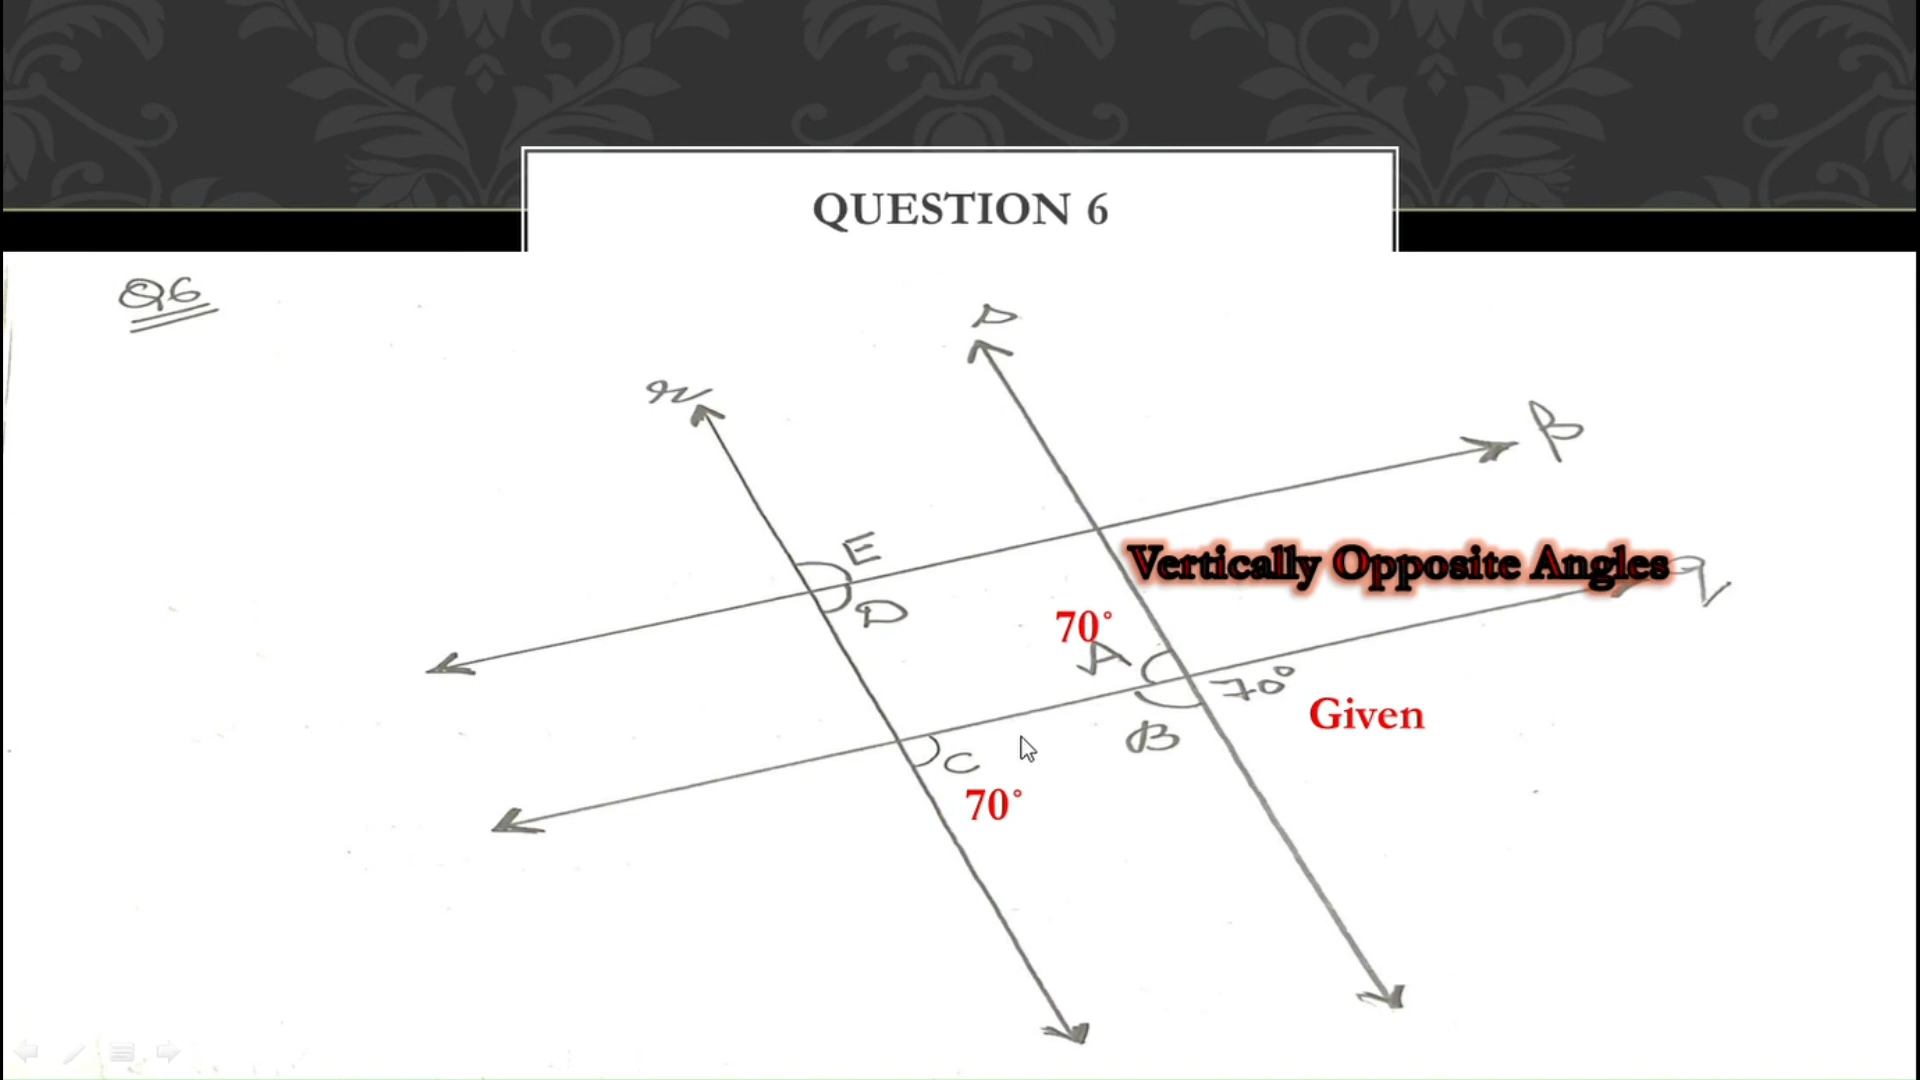 QUESTION 6
Q6
E
D
Vertically Opposite Angles
q
70°
A
70°
Given
B
C
70°